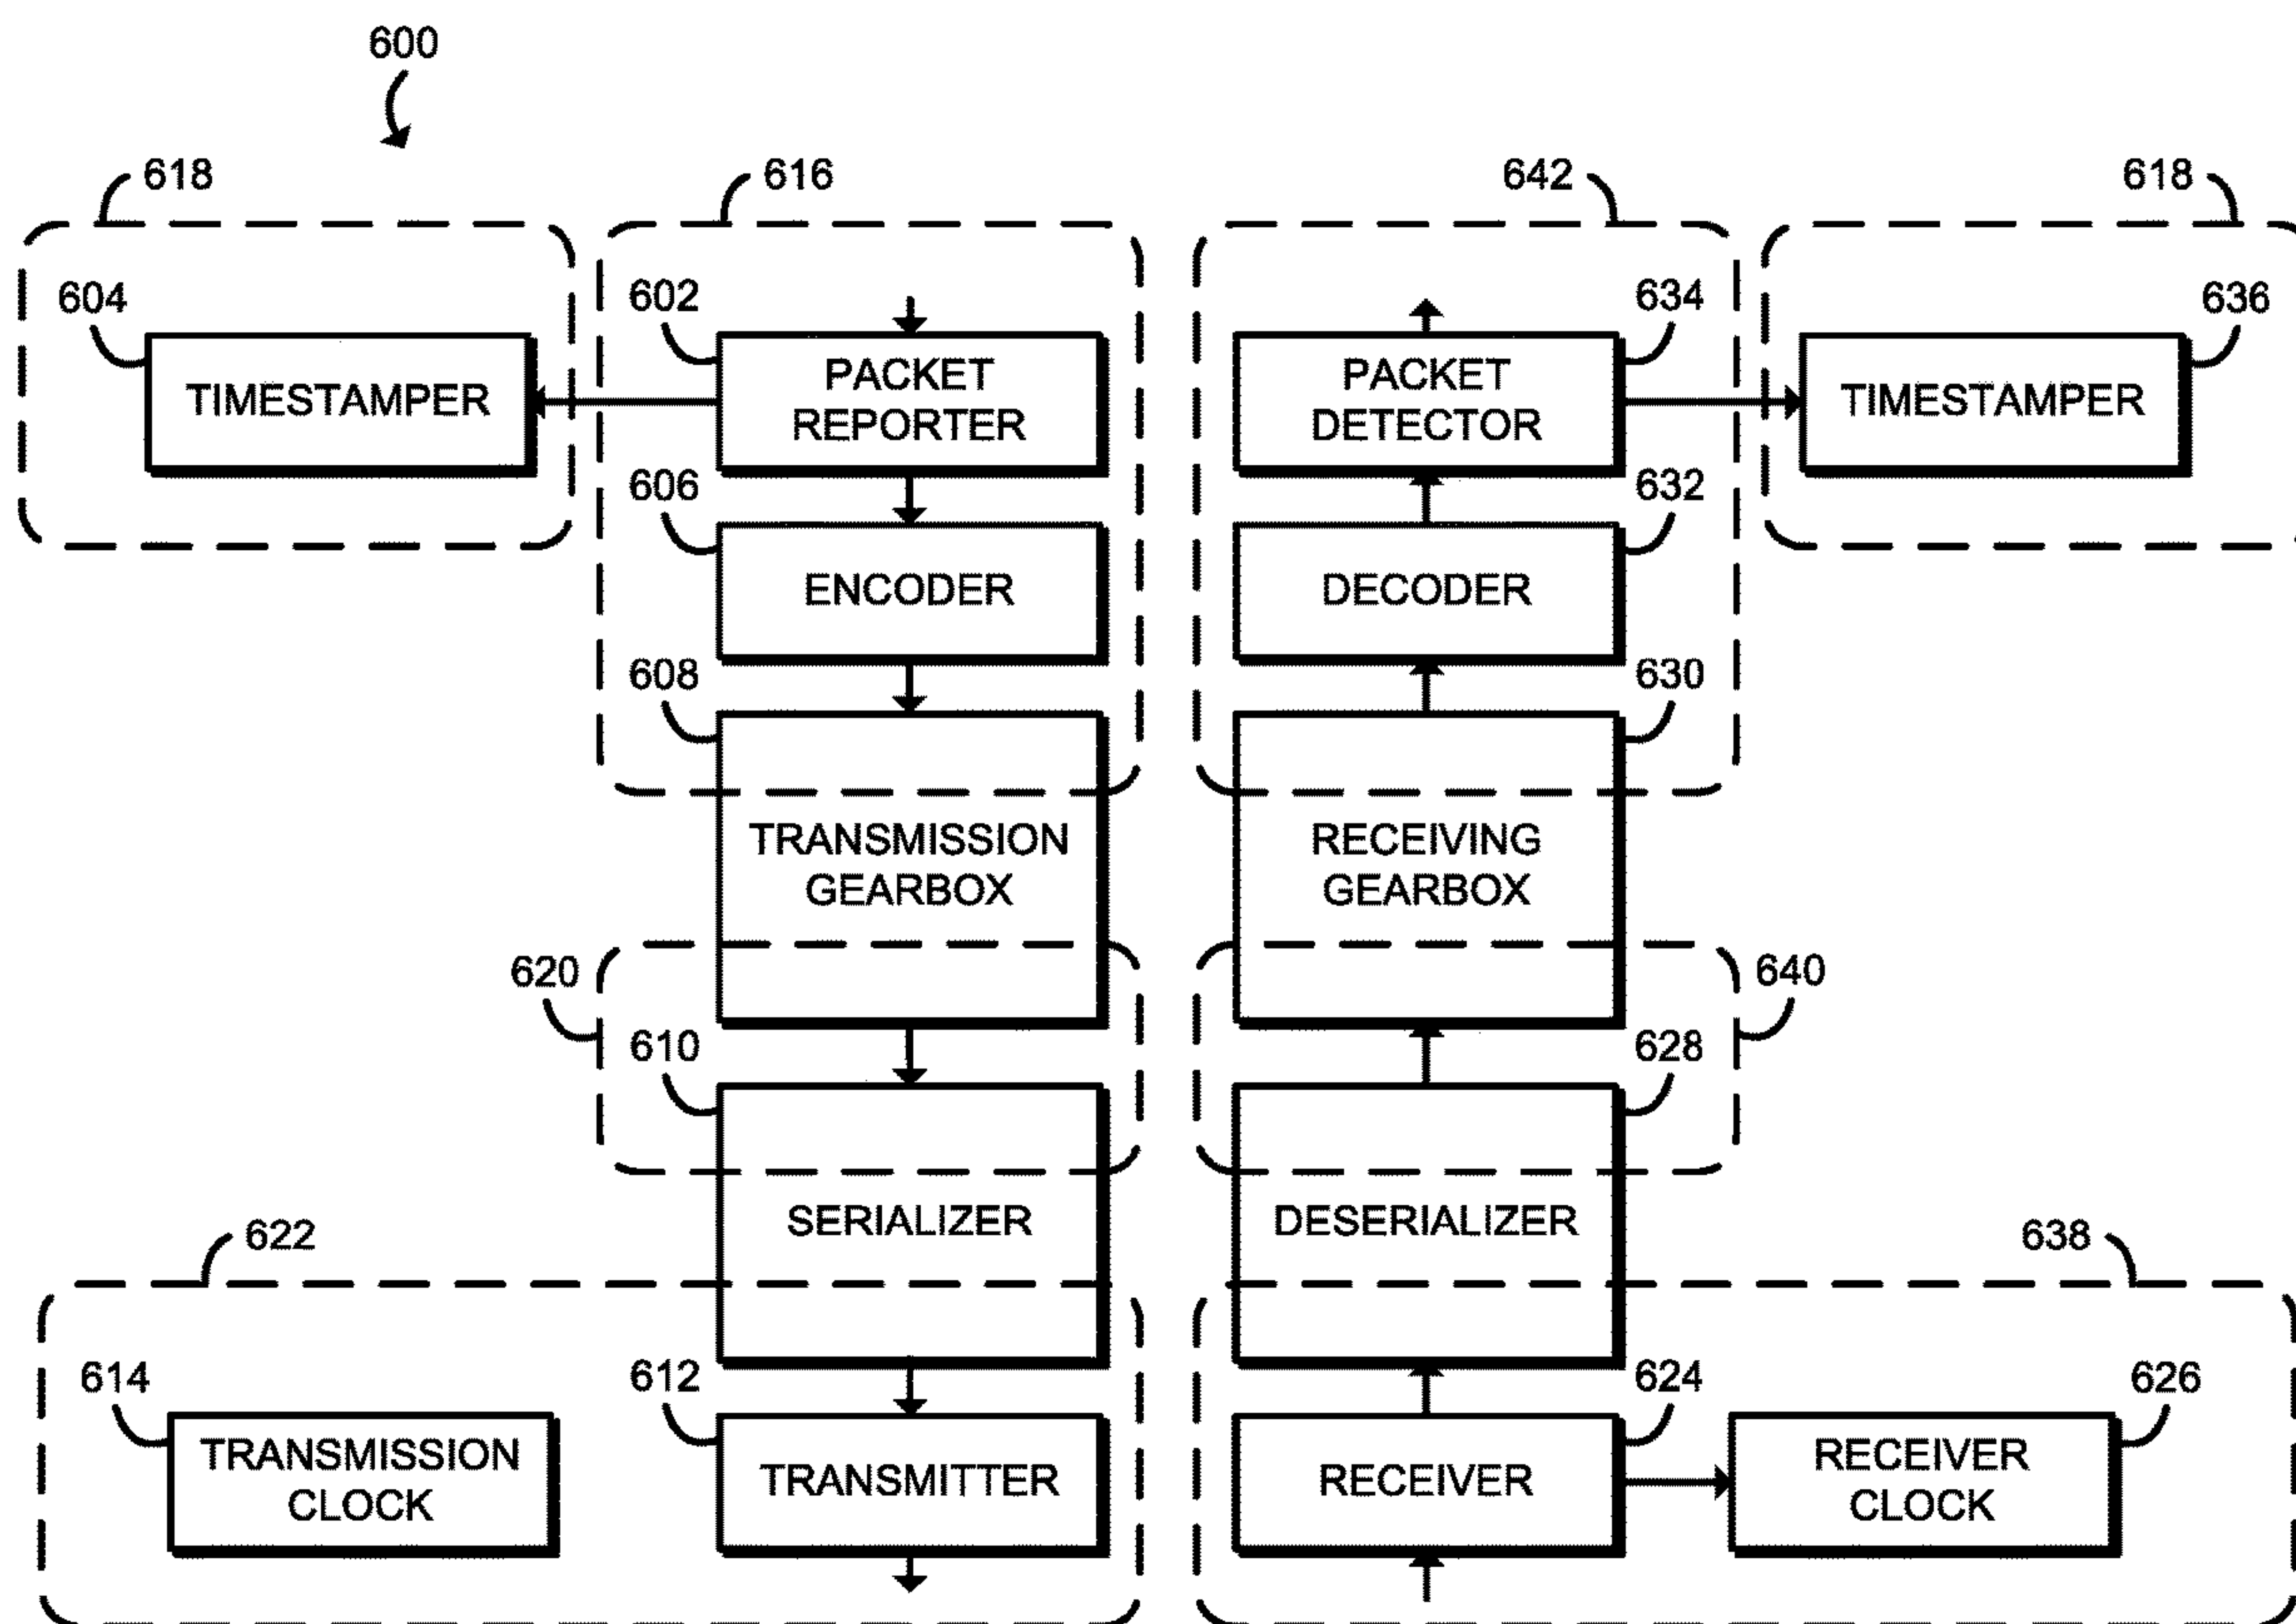 600
618
616
642
618
604
TIMESTAMPER
602
PACKET
REPORTER
634
PACKET
DETECTOR
636
TIMESTAMPER
606
ENCODER
632
DECODER
608
TRANSMISSION
GEARBOX
630
RECEIVING
GEARBOX
620
640
610
SERIALIZER
628
DESERIALIZER
622
638
614
TRANSMISSION
CLOCK
612
TRANSMITTER
624
RECEIVER
626
RECEIVER
CLOCK